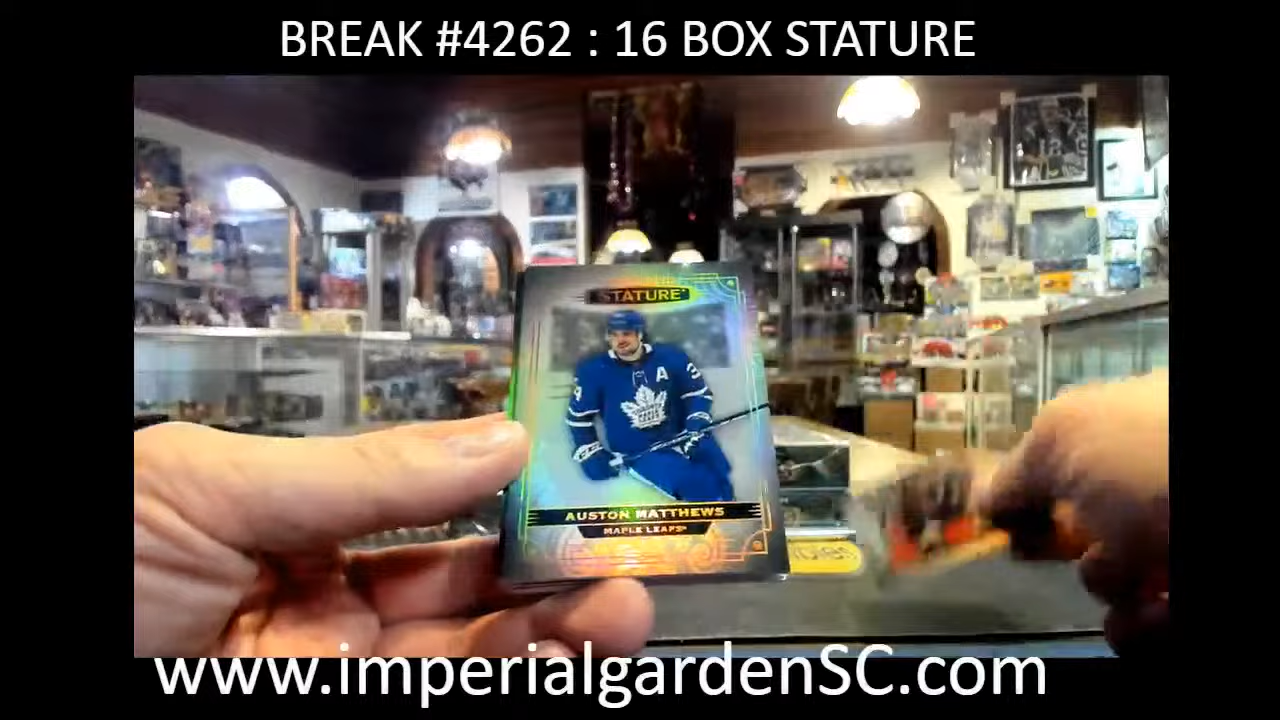 BREAK #4262 : 16 BOX STATURE
STATURE
A
AUSTON MATTHEWS
MAPLE LEAFS
www.imperialgardenSC.com